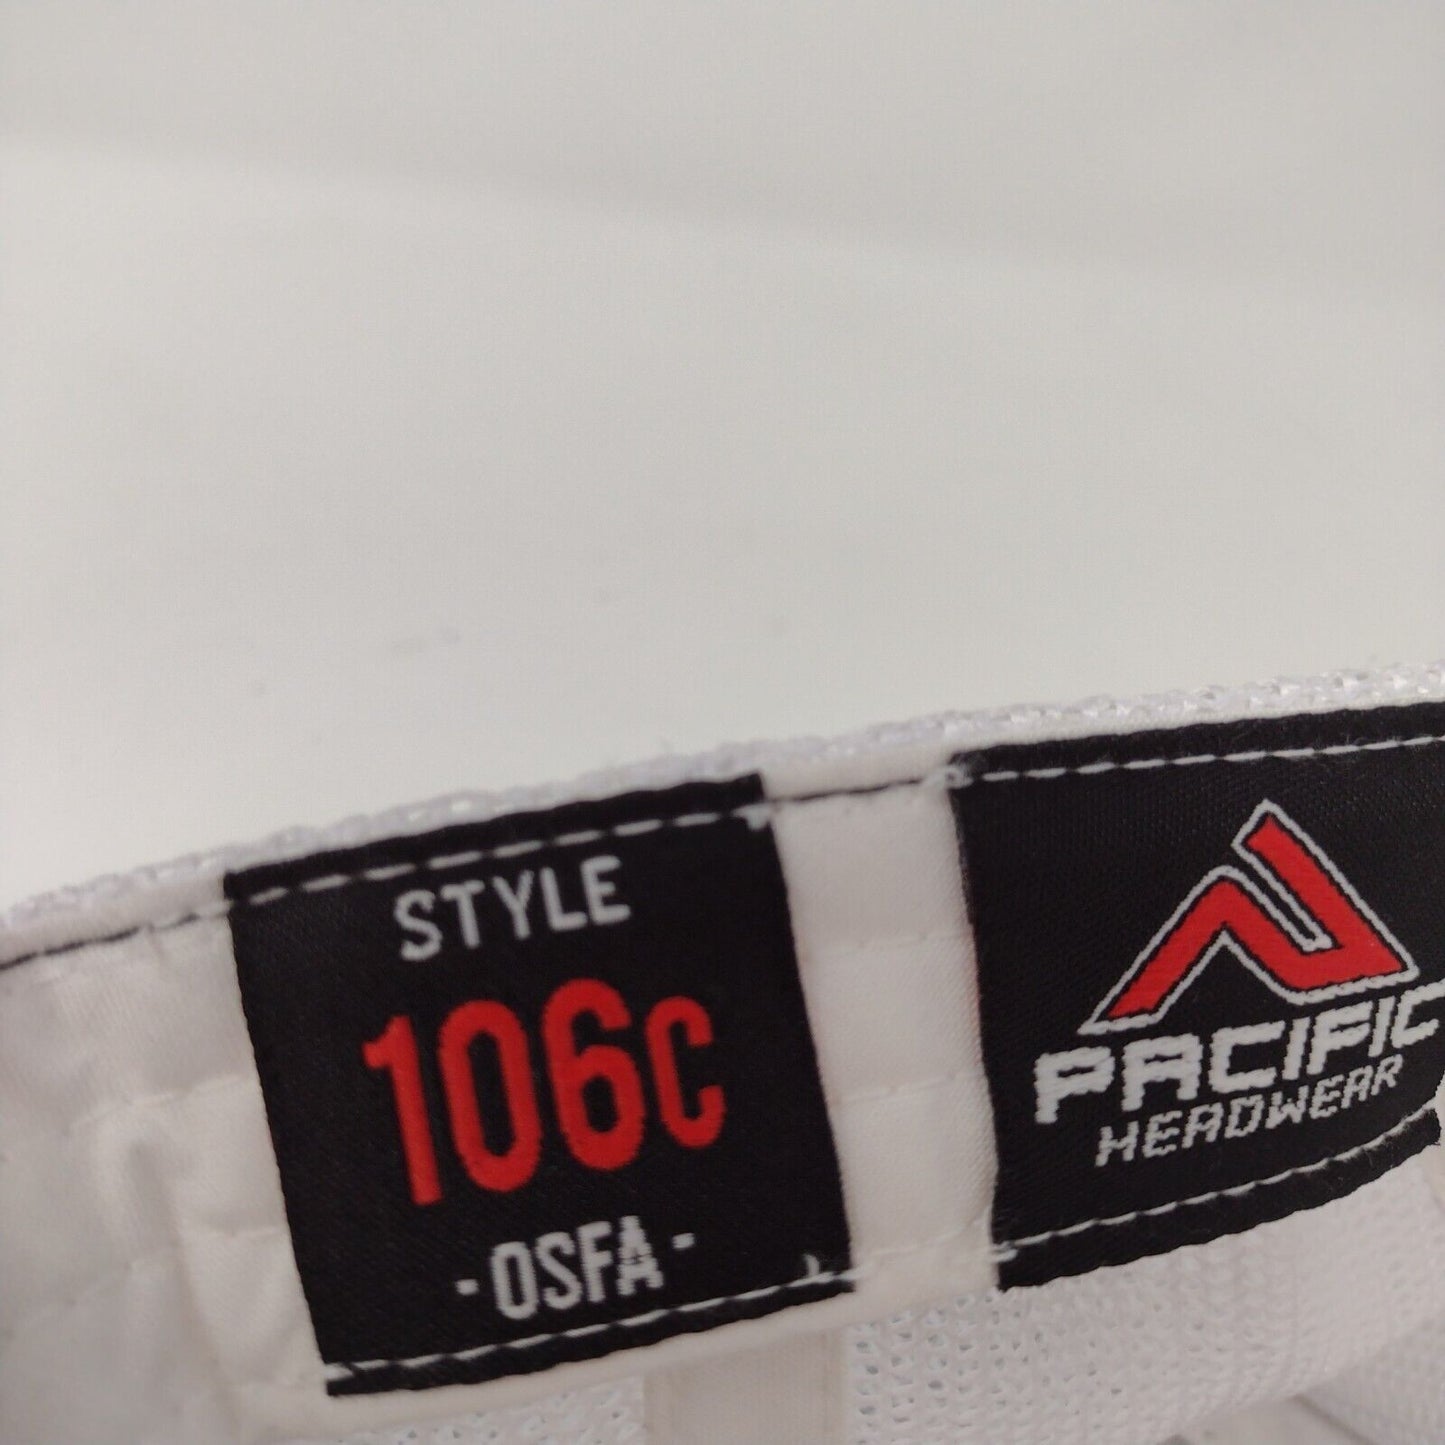 STYLE
106C
- OSFA -
PACIFIC
HEADWEAR